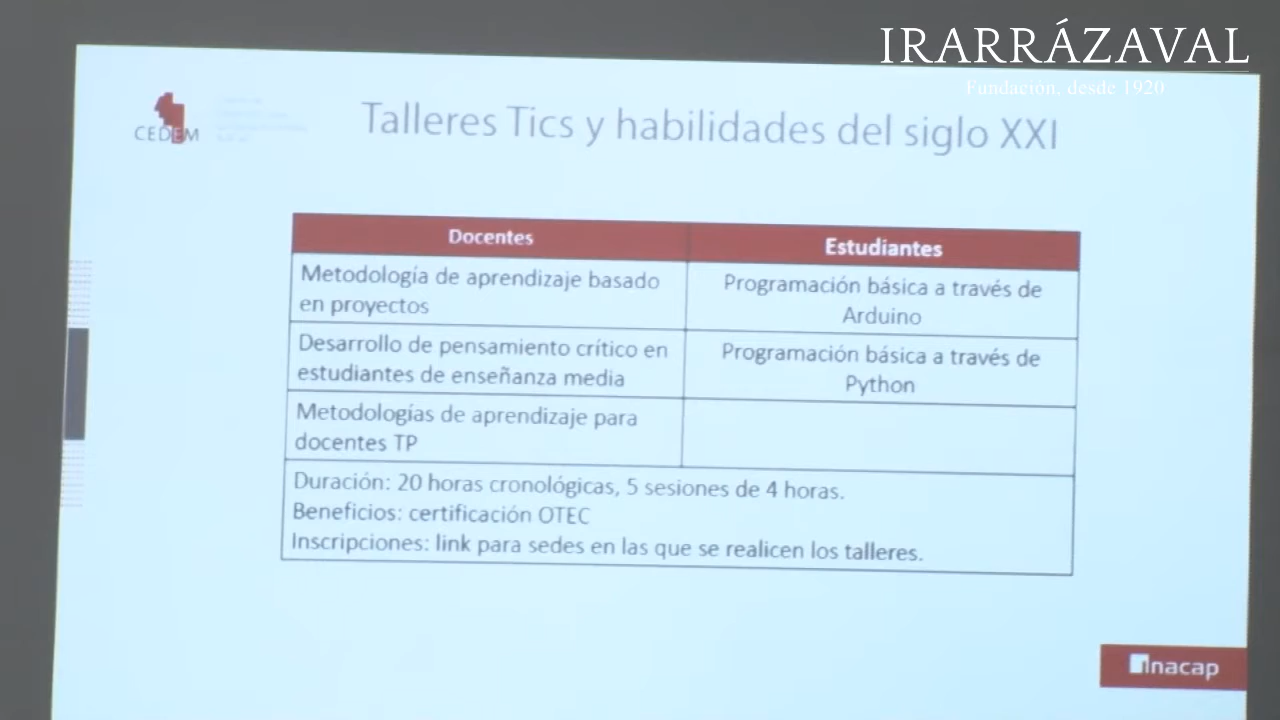 IRARRÁZAVAL
Fundación, desde 1920
CEDEM
Talleres Tics y habilidades del siglo XXI
Docentes
Estudiantes
Metodología de aprendizaje basado
en proyectos
Programación básica a través de
Arduino
Desarrollo de pensamiento crítico en
estudiantes de enseñanza media
Programación básica a través de
Python
Metodologías de aprendizaje para
docentes TP
Duración: 20 horas cronológicas, 5 sesiones de 4 horas.
Beneficios: certificación OTEC
Inscripciones: link para sedes en las que se realicen los talleres.
inacap